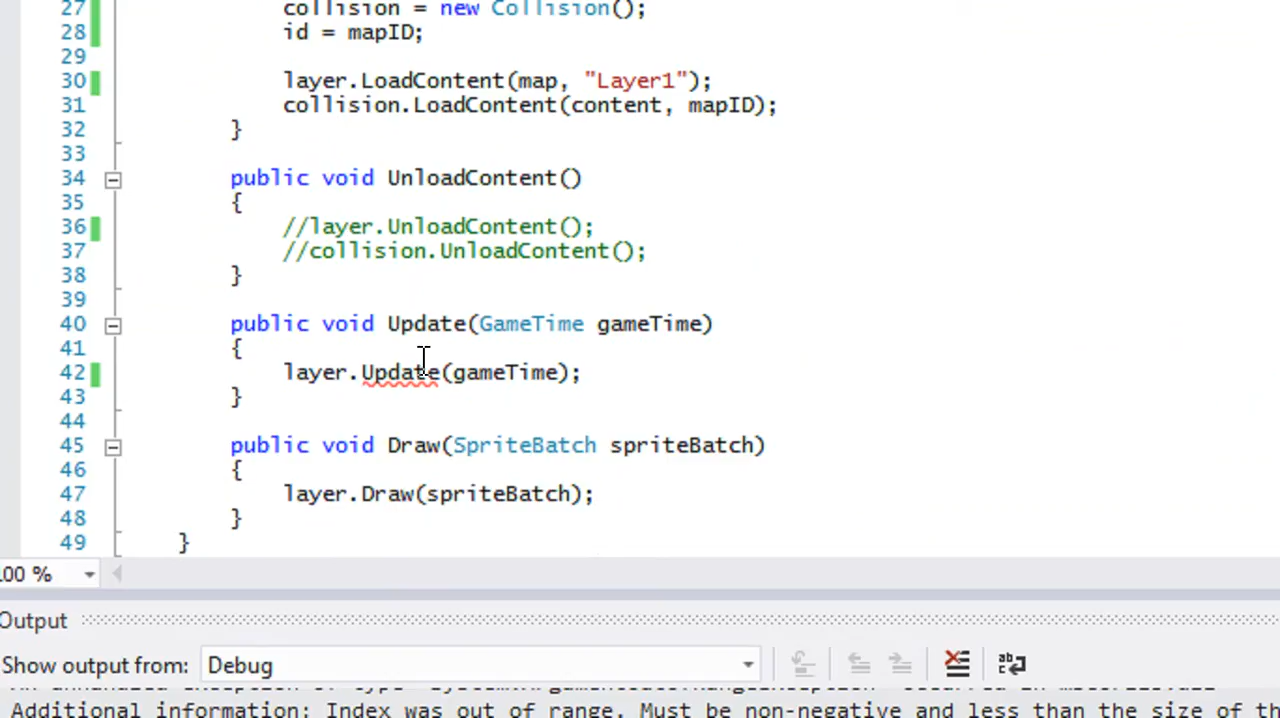 27 collision = new Collision();
28 id = mapID;
29
30 layer.LoadContent(map, "Layer1");
31 collision.LoadContent(content, mapID);
32 }
33
34 public void UnloadContent()
35 {
36 //layer.UnloadContent();
37 //collision.UnloadContent();
38 }
39
40 public void Update(GameTime gameTime)
41 {
42 layer.Update(gameTime);
43 }
44
45 public void Draw(SpriteBatch spriteBatch)
46 {
47 layer.Draw(spriteBatch);
48 }
49 }
00 %
Output
Show output from: Debug
Additional information: Index was out of range. Must be non-negative and less than the size of